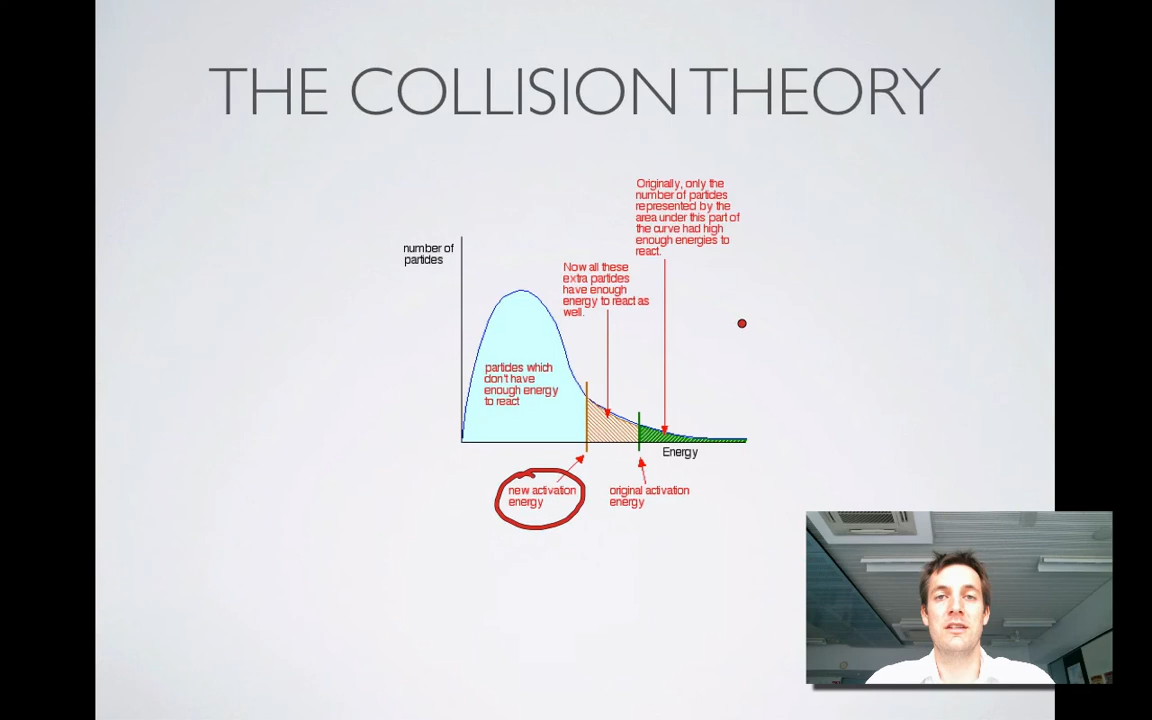 THE COLLISION THEORY
Originally, only the
number of particles
represented by the
area under this part of
the curve had high
enough energies to
react.
number of
particles
Now all these
extra particles
have enough
energy to react as
well.
particles which
don't have
enough energy
to react
Energy
new activation
energy
original activation
energy